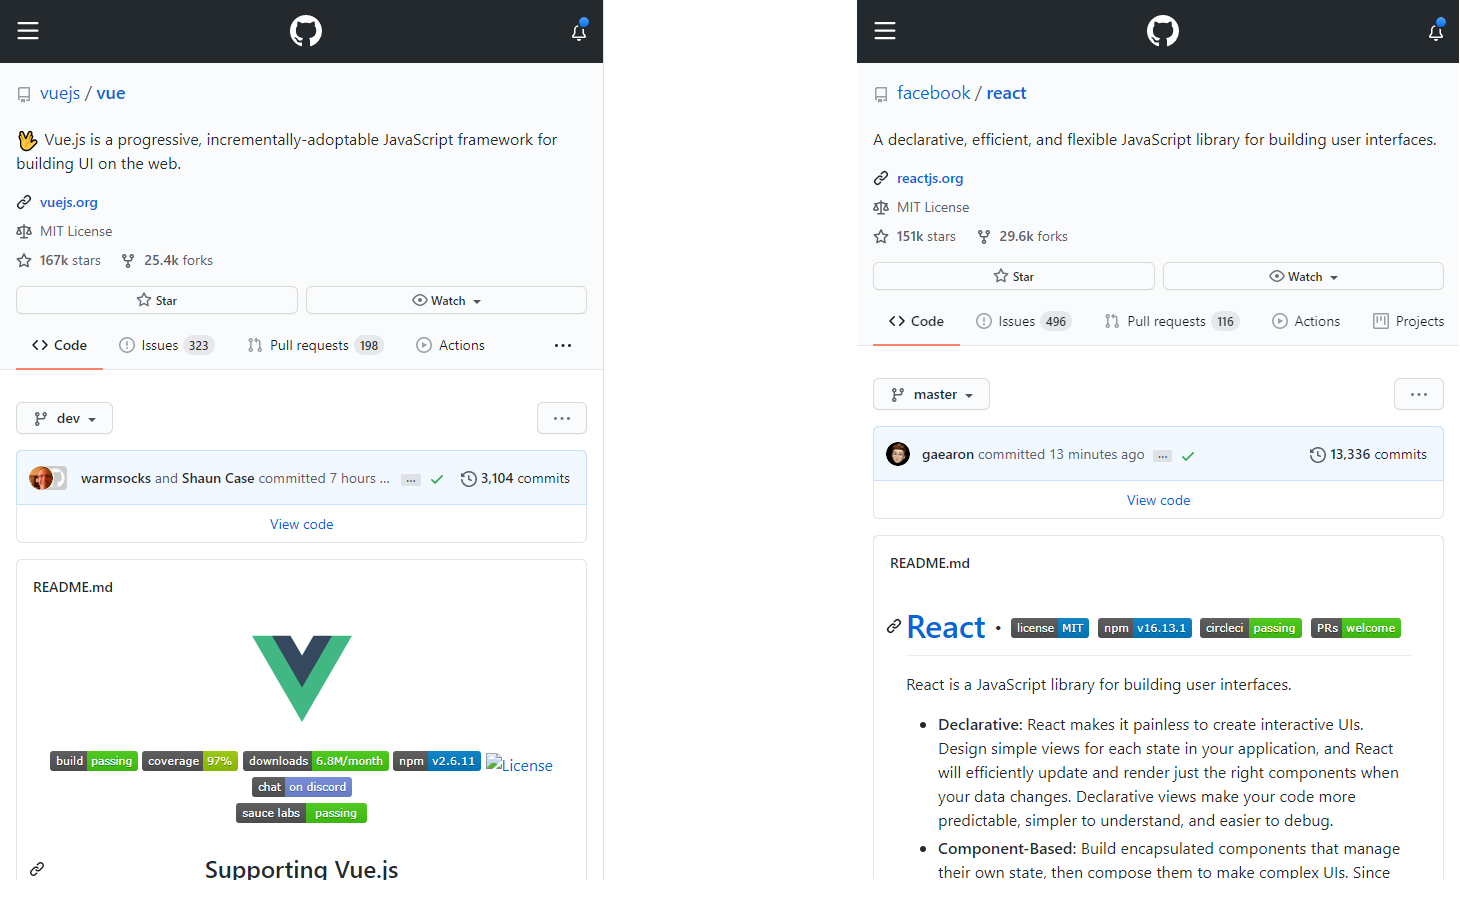 vuejs / vue
Vue.js is a progressive, incrementally-adoptable JavaScript framework for
building UI on the web.
vuejs.org
MIT License
167k stars 25.4k forks
Star Watch
Code Issues 323 Pull requests 198 Actions ...
dev ...
warmsocks and Shaun Case committed 7 hours ... ... 3,104 commits
View code
README.md
build passing coverage 97% downloads 6.8M/month npm v2.6.11 License
chat on discord
sauce labs passing
Supporting Vue.js
facebook / react
A declarative, efficient, and flexible JavaScript library for building user interfaces.
reactjs.org
MIT License
151k stars 29.6k forks
Star Watch
Code Issues 496 Pull requests 116 Actions Projects
master ...
gaearon committed 13 minutes ago ... 13,336 commits
View code
README.md
React · license MIT npm v16.13.1 circleci passing PRs welcome
React is a JavaScript library for building user interfaces.
• Declarative: React makes it painless to create interactive UIs.
Design simple views for each state in your application, and React
will efficiently update and render just the right components when
your data changes. Declarative views make your code more
predictable, simpler to understand, and easier to debug.
• Component-Based: Build encapsulated components that manage
their own state, then compose them to make complex UIs. Since